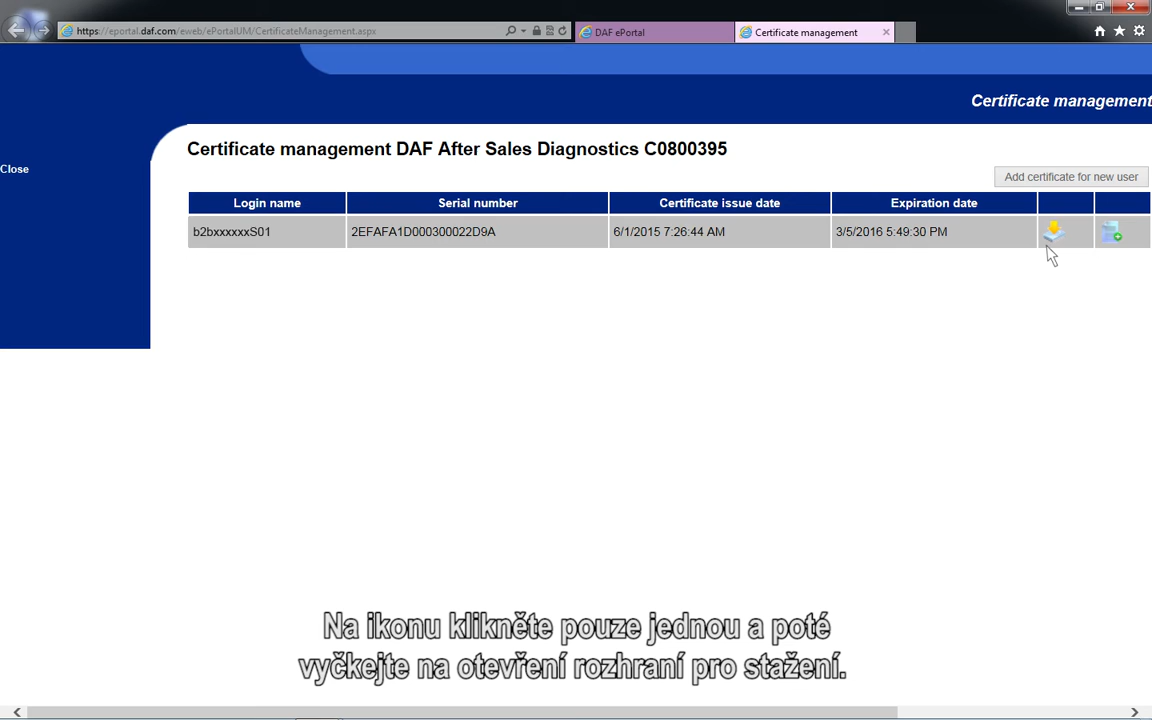 https://eportal.daf.com/eweb/ePortalUM/CertificateManagement.aspx
DAF ePortal
Certificate management
Certificate management
Close
Certificate management DAF After Sales Diagnostics C0800395
Add certificate for new user
Login name Serial number Certificate issue date Expiration date
b2bxxxxxxS01 2EFAFA1D000300022D9A 6/1/2015 7:26:44 AM 3/5/2016 5:49:30 PM
Na ikonu klikněte pouze jednou a poté
vyčkejte na otevření rozhraní pro stažení.